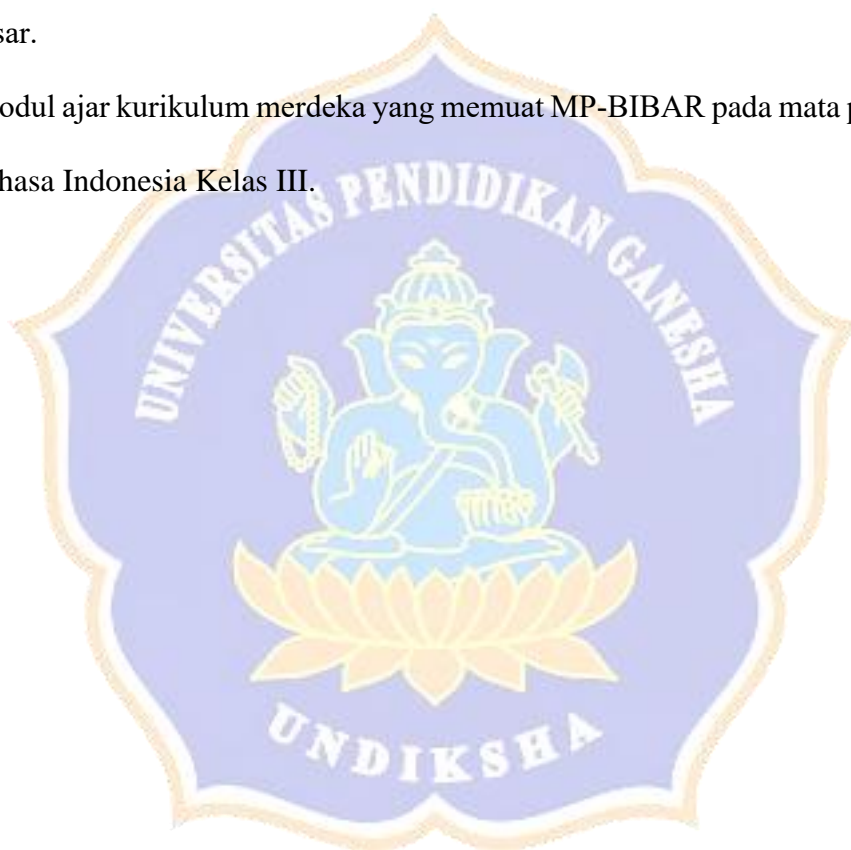 sar.
odul ajar kurikulum merdeka yang memuat MP-BIBAR pada mata p
hasa Indonesia Kelas III.
UNIVERSITAS PENDIDIKAN GANESHA
UNDIKSHA